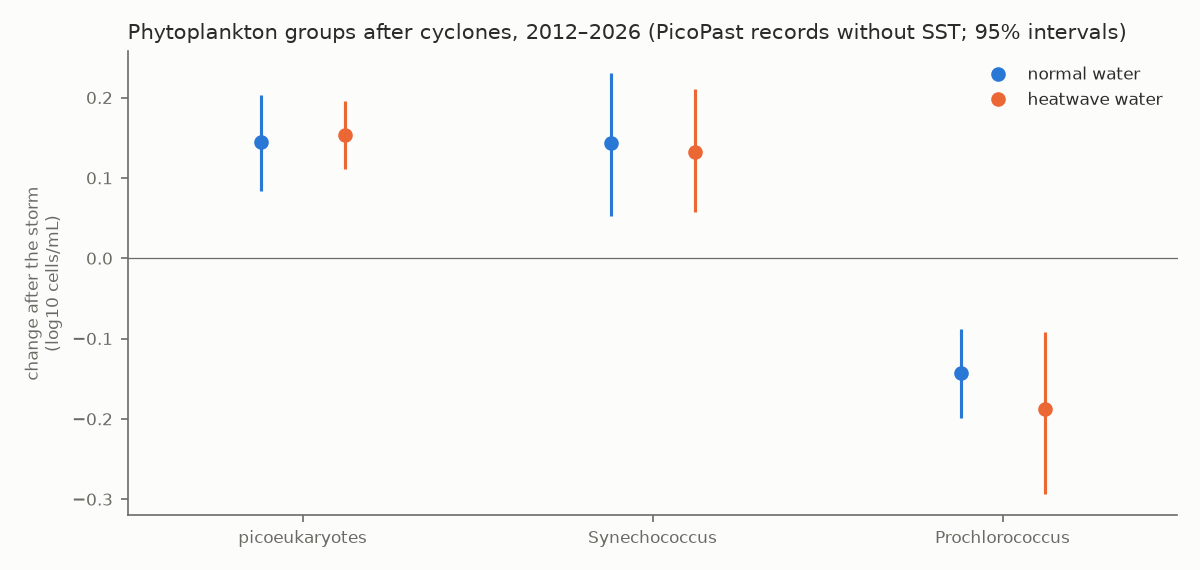 Phytoplankton groups after cyclones, 2012–2026 (PicoPast records without SST; 95% intervals)
normal water
heatwave water
change after the storm
(log10 cells/mL)
0.2
0.1
0.0
−0.1
−0.2
−0.3
picoeukaryotes
Synechococcus
Prochlorococcus